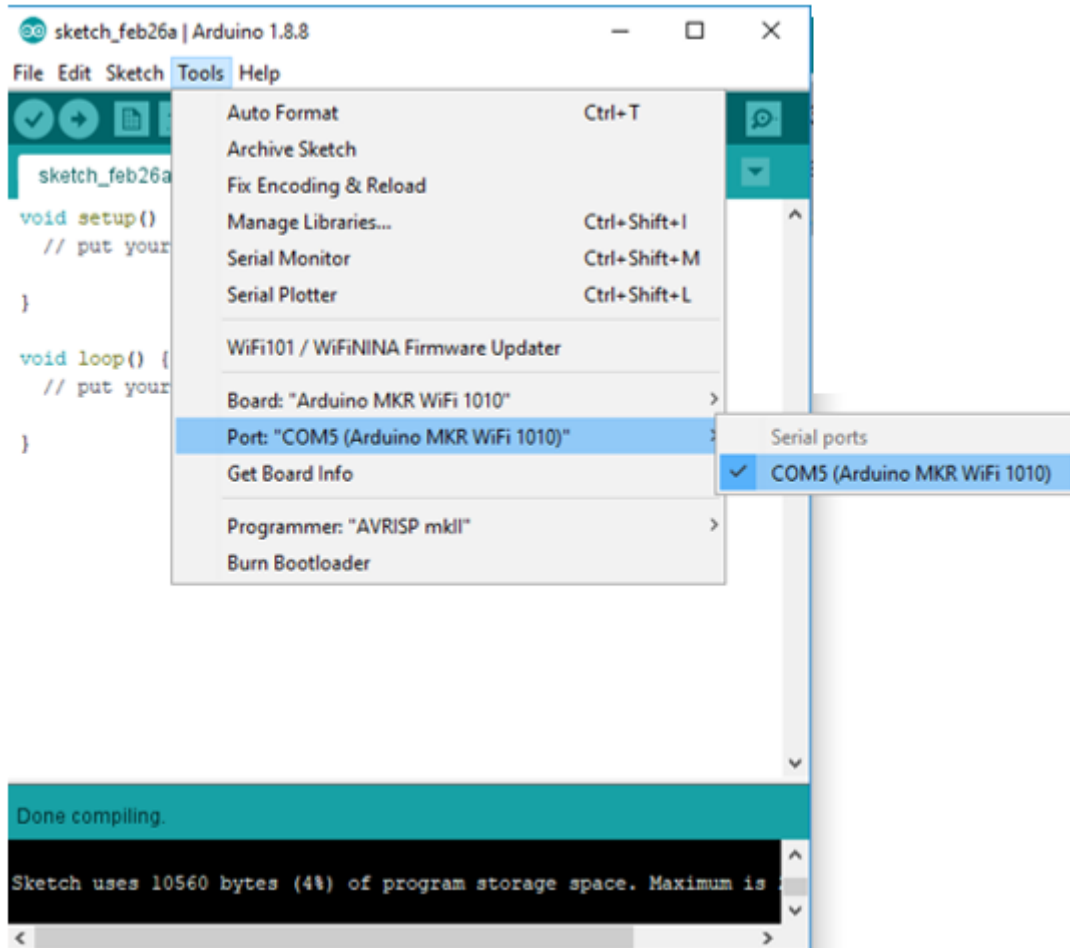 sketch_feb26a | Arduino 1.8.8
File Edit Sketch Tools Help
Auto Format Ctrl+T
Archive Sketch
sketch_feb26a
Fix Encoding & Reload
void setup()
Manage Libraries... Ctrl+Shift+I
// put your
Serial Monitor Ctrl+Shift+M
}
Serial Plotter Ctrl+Shift+L
WiFi101 / WiFiNINA Firmware Updater
void loop() {
// put your
Board: "Arduino MKR WiFi 1010"
}
Port: "COM5 (Arduino MKR WiFi 1010)"
Serial ports
Get Board Info
COM5 (Arduino MKR WiFi 1010)
Programmer: "AVRISP mkII"
Burn Bootloader
Done compiling.
Sketch uses 10560 bytes (4%) of program storage space. Maximum is